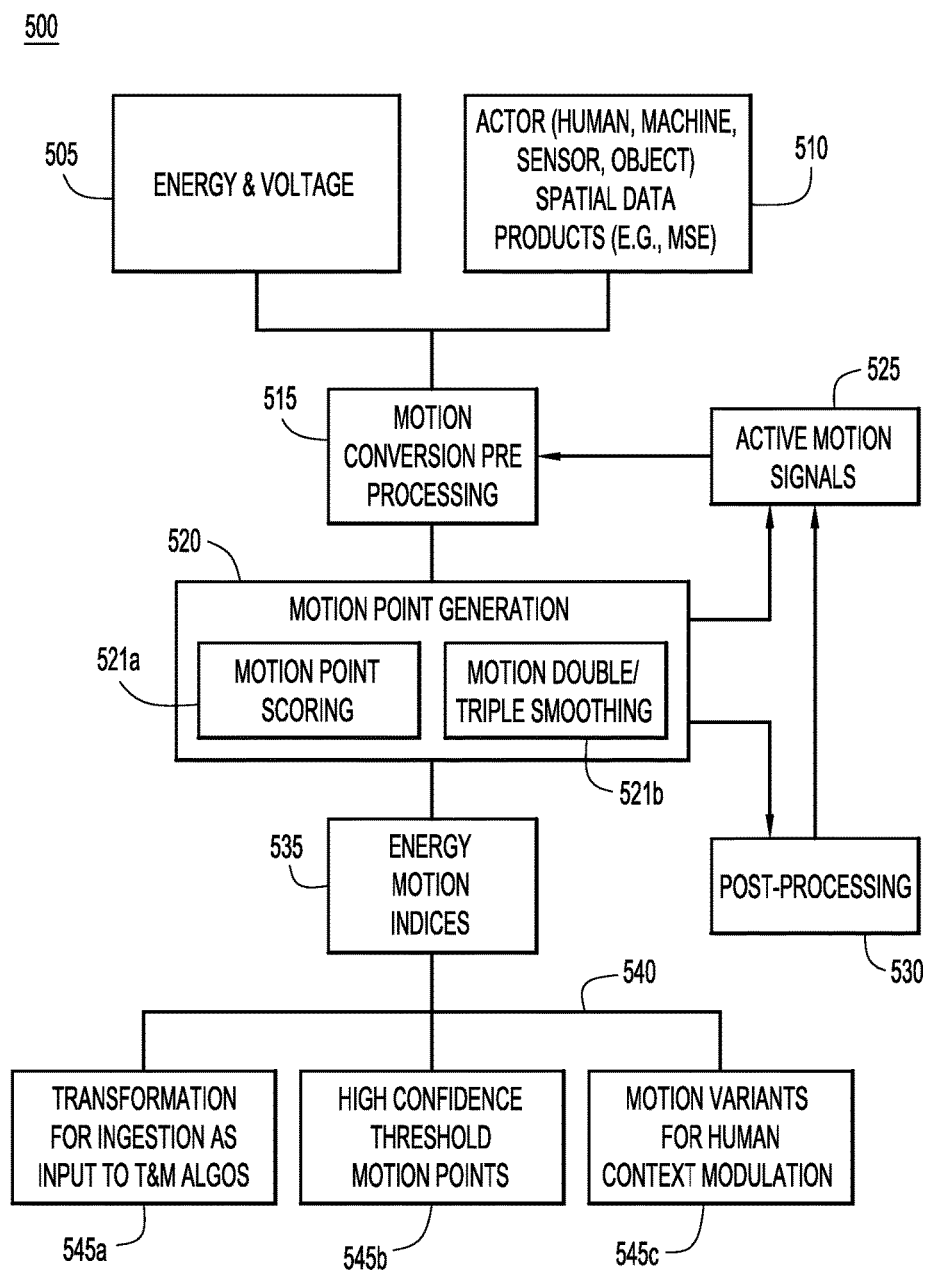 500
505
ENERGY & VOLTAGE
ACTOR (HUMAN, MACHINE,
SENSOR, OBJECT)
SPATIAL DATA
PRODUCTS (E.G., MSE)
510
515
MOTION
CONVERSION PRE
PROCESSING
525
ACTIVE MOTION
SIGNALS
520
MOTION POINT GENERATION
521a
MOTION POINT
SCORING
MOTION DOUBLE/
TRIPLE SMOOTHING
521b
535
ENERGY
MOTION
INDICES
POST-PROCESSING
530
540
TRANSFORMATION
FOR INGESTION AS
INPUT TO T&M ALGOS
545a
HIGH CONFIDENCE
THRESHOLD
MOTION POINTS
545b
MOTION VARIANTS
FOR HUMAN
CONTEXT MODULATION
545c